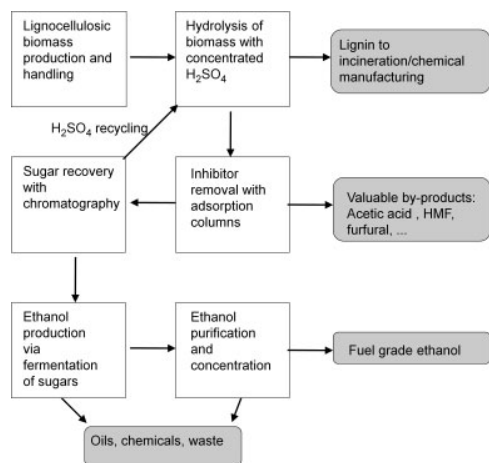 Lignocellulosic
biomass
production and
handling
Hydrolysis of
biomass with
concentrated
H₂SO₄
Lignin to
incineration/chemical
manufacturing
H₂SO₄ recycling
Sugar recovery
with
chromatography
Inhibitor
removal with
adsorption
columns
Valuable by-products:
Acetic acid , HMF,
furfural, ...
Ethanol
production
via
fermentation
of sugars
Ethanol
purification
and
concentration
Fuel grade ethanol
Oils, chemicals, waste